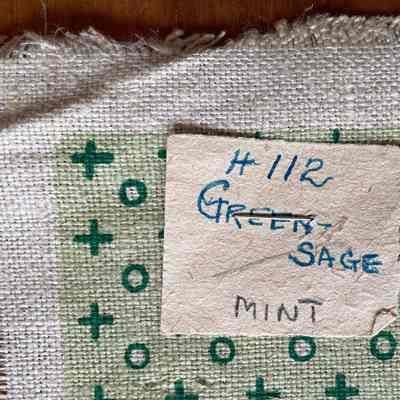 # 112
GREEN-
SAGE
MINT